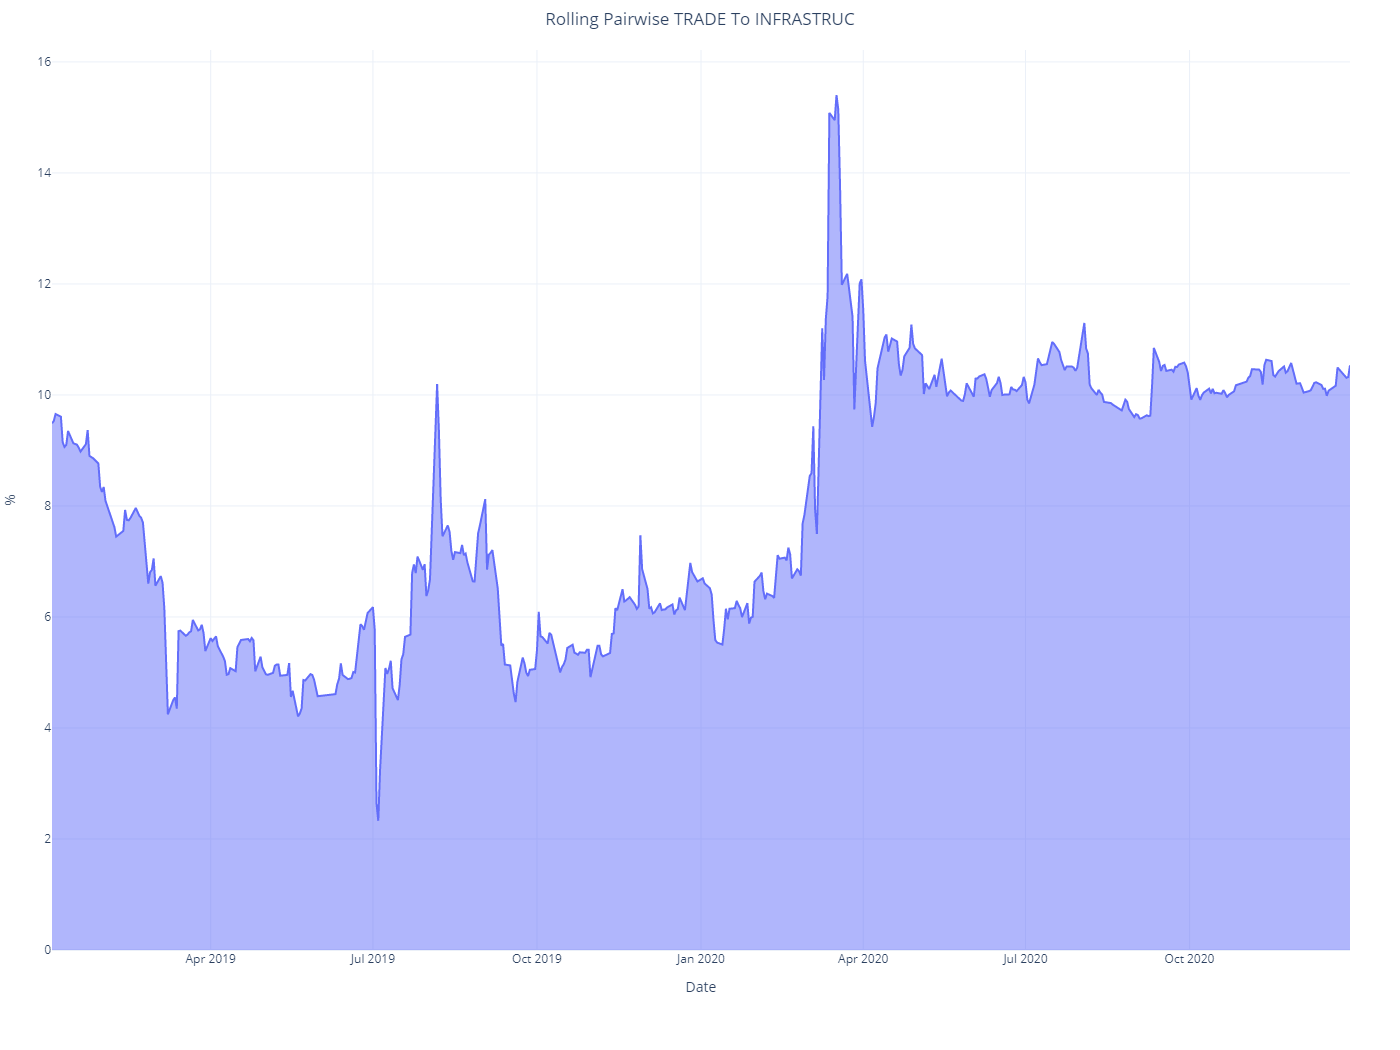 Rolling Pairwise TRADE To INFRASTRUC
16
14
12
10
8
6
4
2
0
%
Apr 2019
Jul 2019
Oct 2019
Jan 2020
Apr 2020
Jul 2020
Oct 2020
Date